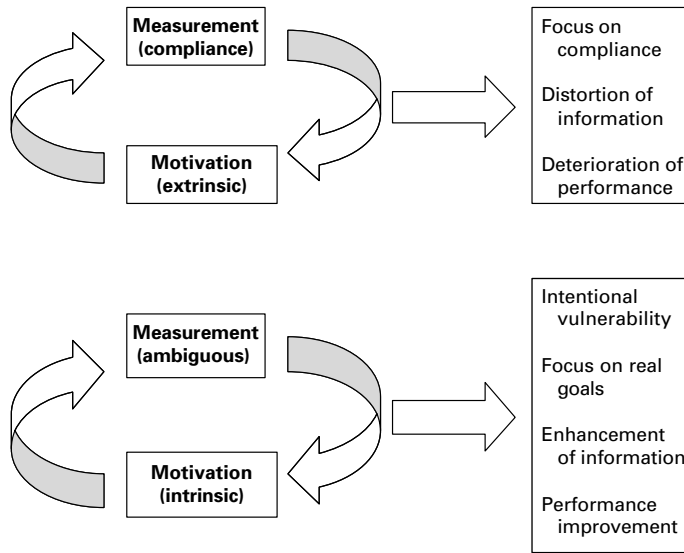 Measurement
(compliance)
Motivation
(extrinsic)
Focus on
compliance
Distortion of
information
Deterioration of
performance
Measurement
(ambiguous)
Motivation
(intrinsic)
Intentional
vulnerability
Focus on real
goals
Enhancement
of information
Performance
improvement